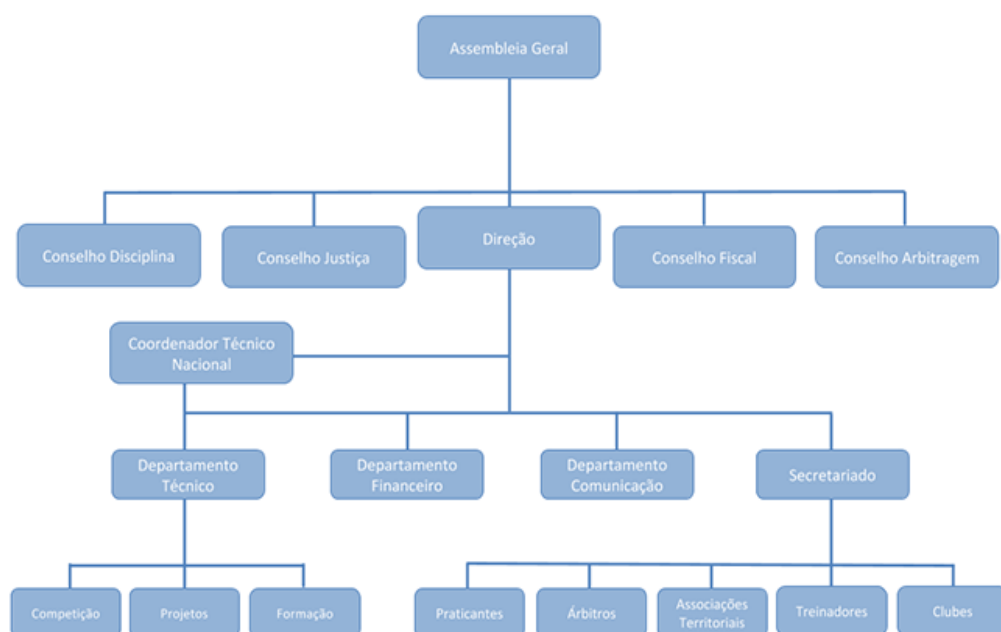 Assembleia Geral
Conselho Disciplina
Conselho Justiça
Direção
Conselho Fiscal
Conselho Arbitragem
Coordenador Técnico
Nacional
Departamento
Técnico
Departamento
Financeiro
Departamento
Comunicação
Secretariado
Competição
Projetos
Formação
Praticantes
Árbitros
Associações
Territoriais
Treinadores
Clubes